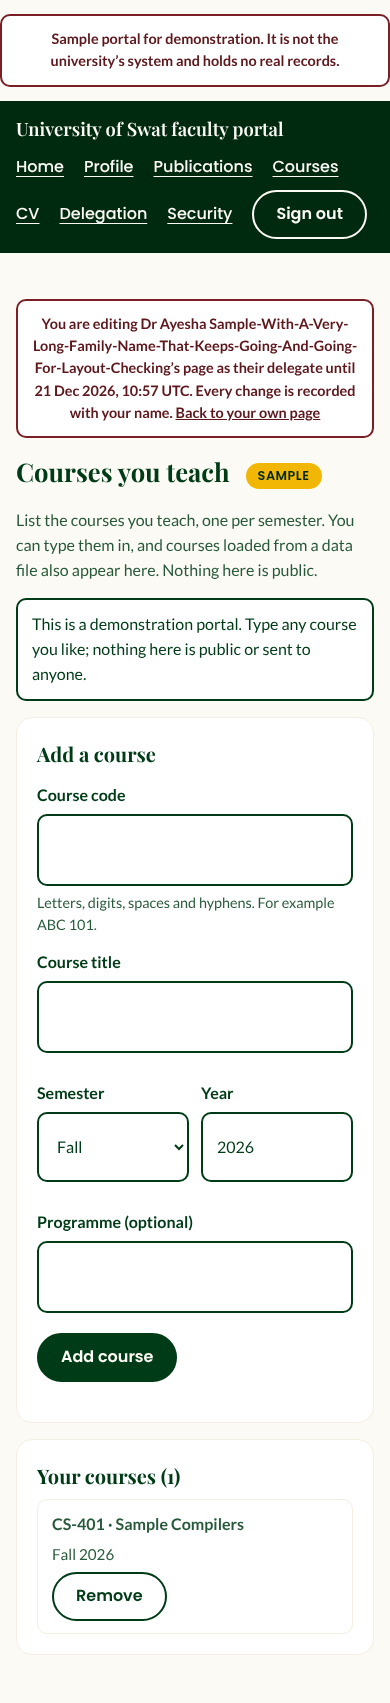 Sample portal for demonstration. It is not the
university’s system and holds no real records.
University of Swat faculty portal
Home Profile Publications Courses
CV Delegation Security Sign out
You are editing Dr Ayesha Sample-With-A-Very-
Long-Family-Name-That-Keeps-Going-And-Going-
For-Layout-Checking’s page as their delegate until
21 Dec 2026, 10:57 UTC. Every change is recorded
with your name. Back to your own page
Courses you teach SAMPLE
List the courses you teach, one per semester. You
can type them in, and courses loaded from a data
file also appear here. Nothing here is public.
This is a demonstration portal. Type any course
you like; nothing here is public or sent to
anyone.
Add a course
Course code
Letters, digits, spaces and hyphens. For example
ABC 101.
Course title
Semester Year
Fall 2026
Programme (optional)
Add course
Your courses (1)
CS-401 · Sample Compilers
Fall 2026
Remove